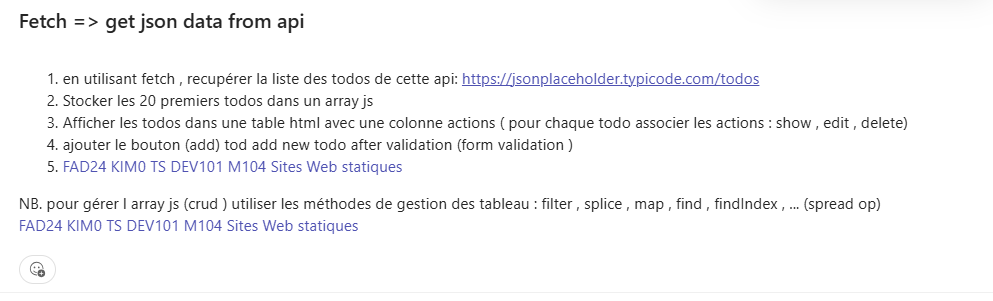 Fetch => get json data from api
1. en utilisant fetch , recupérer la liste des todos de cette api: https://jsonplaceholder.typicode.com/todos
2. Stocker les 20 premiers todos dans un array js
3. Afficher les todos dans une table html avec une colonne actions ( pour chaque todo associer les actions : show , edit , delete)
4. ajouter le bouton (add) tod add new todo after validation (form validation )
5. FAD24 KIM0 TS DEV101 M104 Sites Web statiques
NB. pour gérer l array js (crud ) utiliser les méthodes de gestion des tableau : filter , splice , map , find , findIndex , ... (spread op)
FAD24 KIM0 TS DEV101 M104 Sites Web statiques